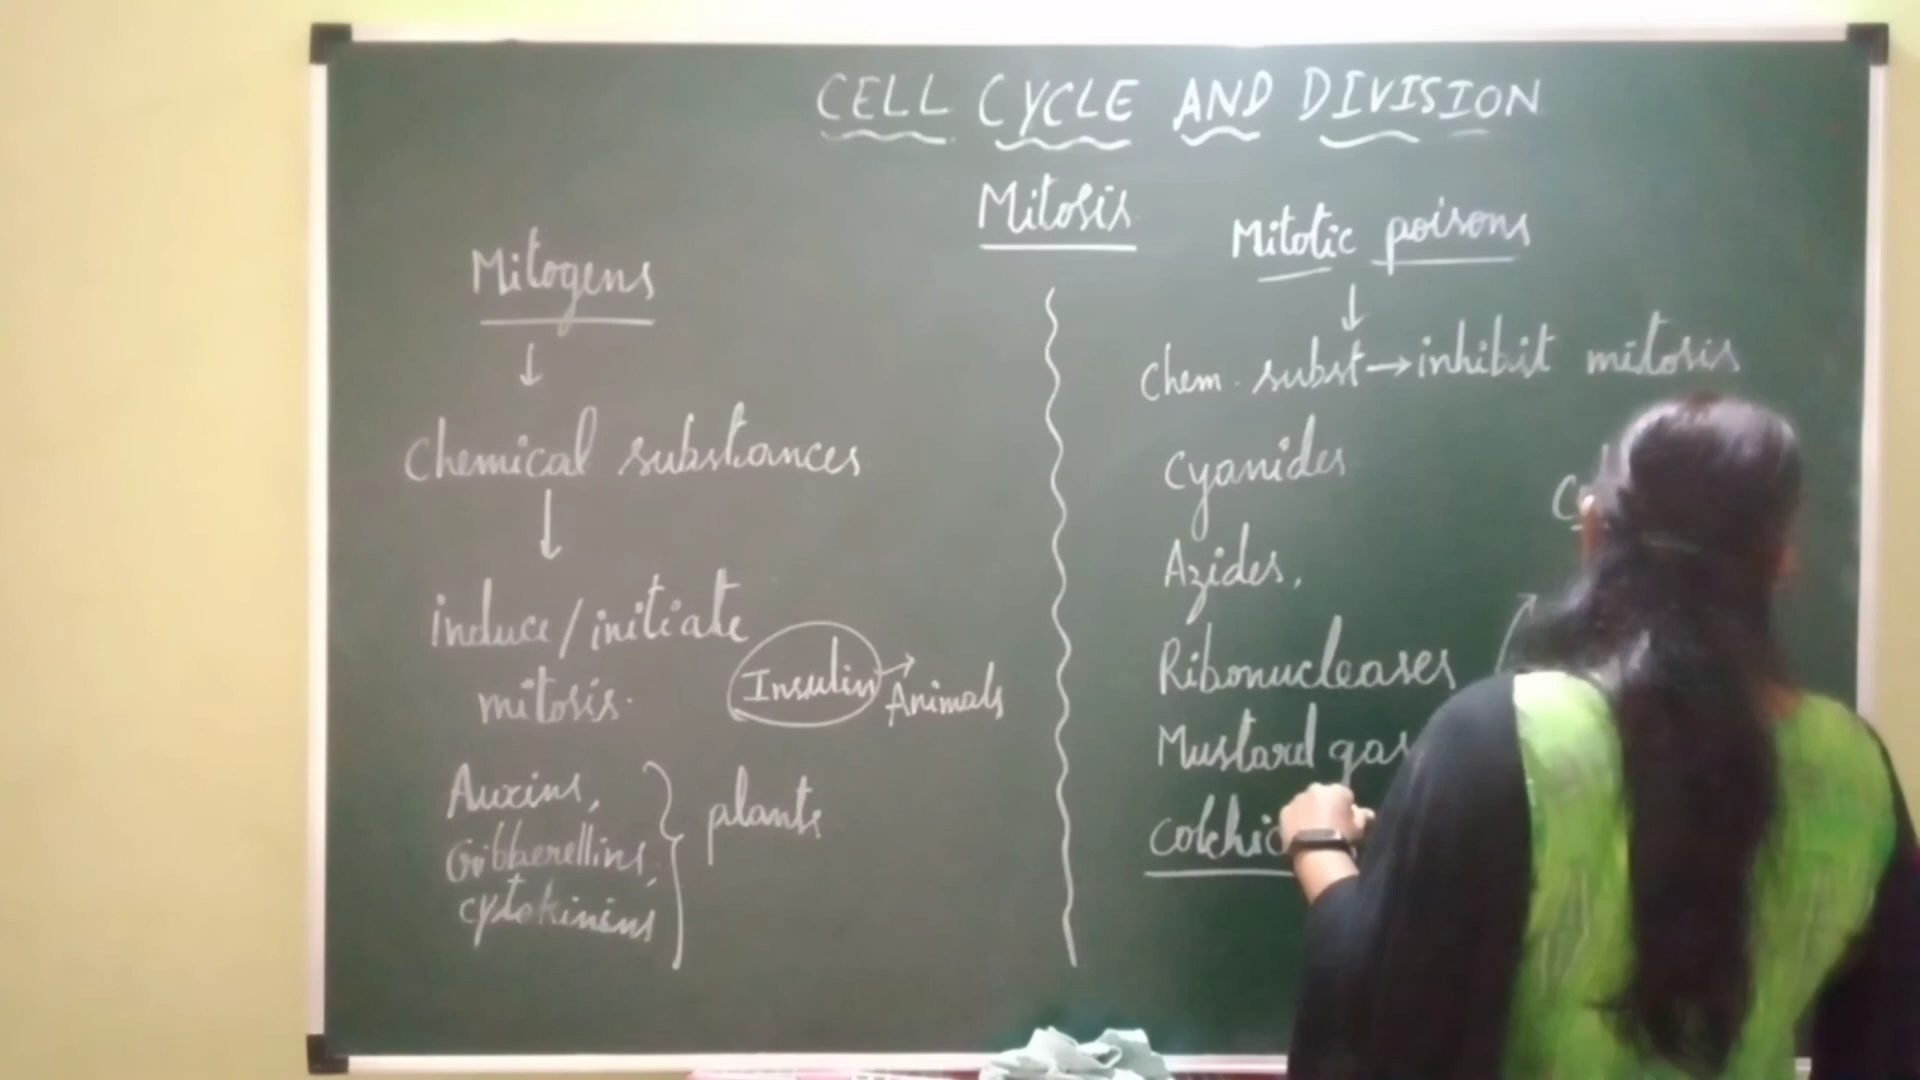 CELL CYCLE AND DIVISION
Mitosis
Mitogens
Chemical substances
induce/initiate
mitosis.
Insulin → Animals
Auxins,
Gibberellins,
cytokinins
plants
Mitotic poisons
Chem. subst → inhibit mitosis
Cyanides
Azides,
Ribonucleases
Mustard gas